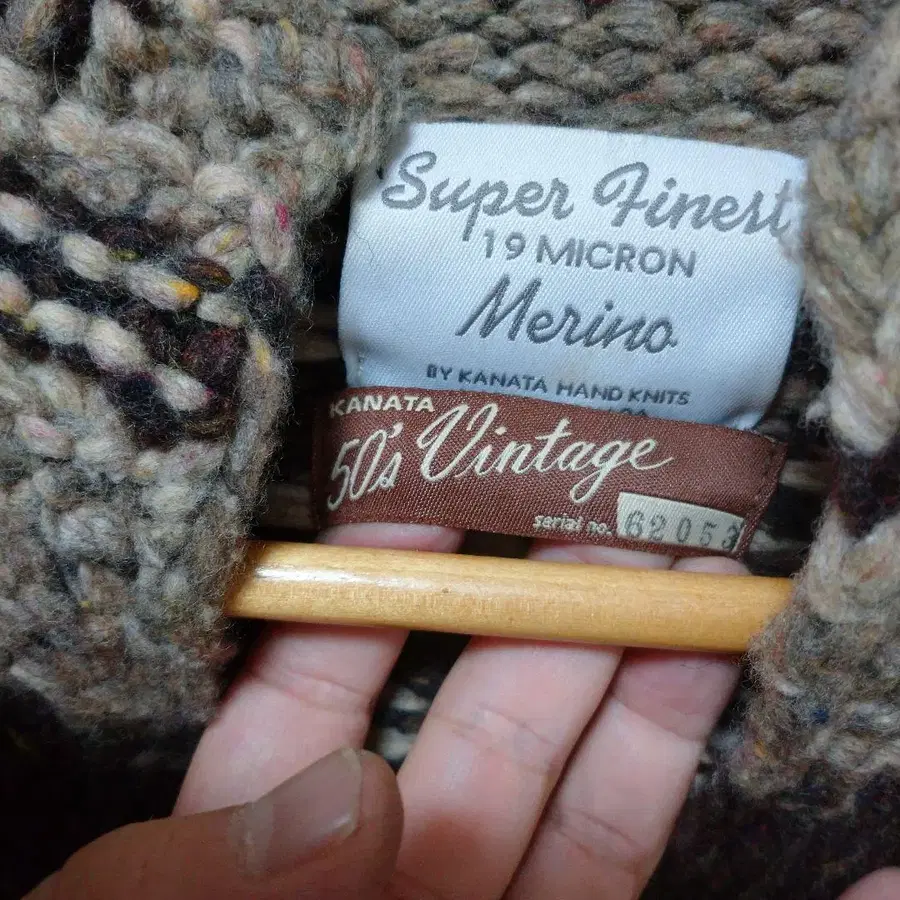 Super Finest
19 MICRON
Merino
BY KANATA HAND KNITS
KANATA
50's Vintage
serial no. 62053